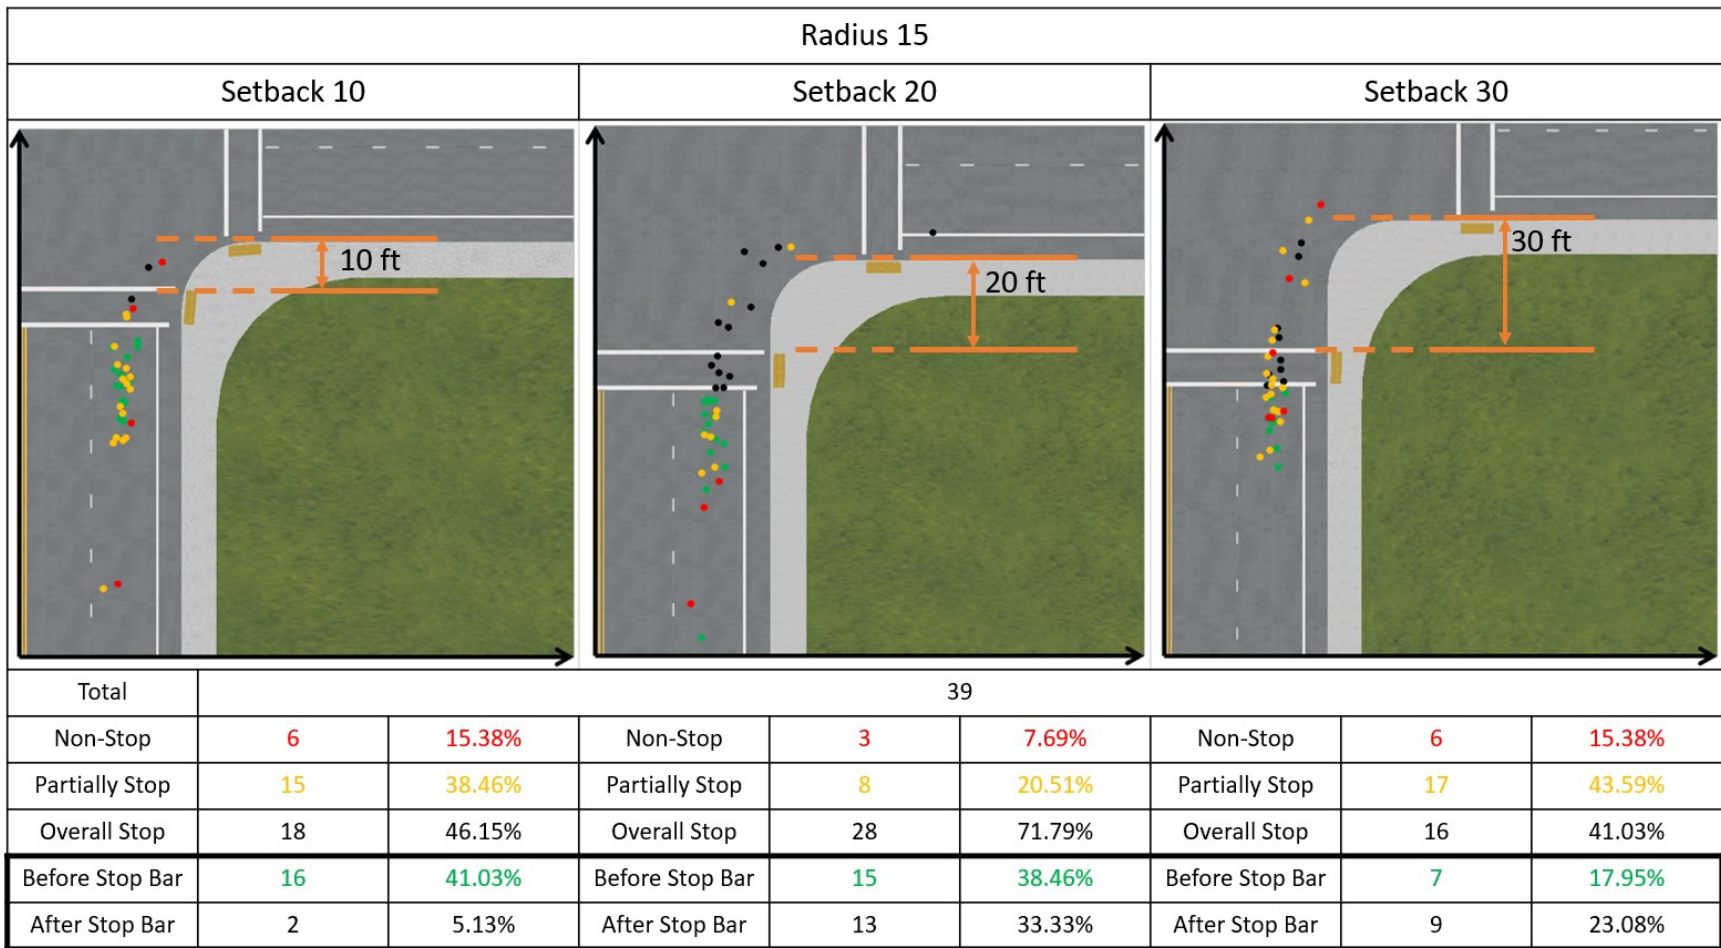 Radius 15
Setback 10 Setback 20 Setback 30
10 ft 20 ft 30 ft
Total 39
Non-Stop 6 15.38% Non-Stop 3 7.69% Non-Stop 6 15.38%
Partially Stop 15 38.46% Partially Stop 8 20.51% Partially Stop 17 43.59%
Overall Stop 18 46.15% Overall Stop 28 71.79% Overall Stop 16 41.03%
Before Stop Bar 16 41.03% Before Stop Bar 15 38.46% Before Stop Bar 7 17.95%
After Stop Bar 2 5.13% After Stop Bar 13 33.33% After Stop Bar 9 23.08%